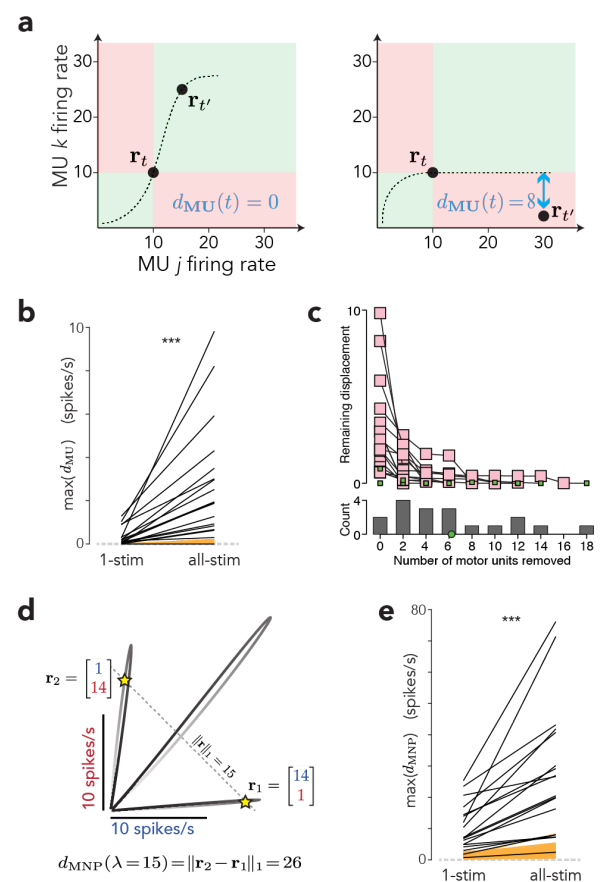 a
MU k firing rate
30
20
10
r_t
r_t'
d_MU(t) = 0
10 20 30
MU j firing rate
30
20
10
r_t
d_MU(t) = 8
r_t'
10 20 30
b
10
***
max(d_MU) (spikes/s)
0
1-stim all-stim
c
10
Remaining displacement
0
4
Count
0
0 2 4 6 8 10 12 14 16 18
Number of motor units removed
d
r_2 = [1 14]
10 spikes/s
‖r‖_1 = 15
r_1 = [14 1]
10 spikes/s
d_MNP(λ = 15) = ‖r_2 − r_1‖_1 = 26
e
80
***
max(d_MNP) (spikes/s)
0
1-stim all-stim